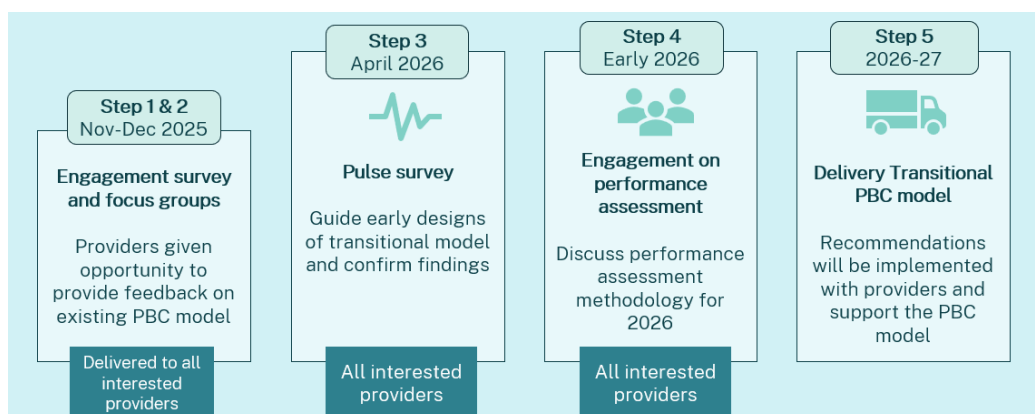 Step 1 & 2
Nov-Dec 2025
Engagement survey
and focus groups
Providers given
opportunity to
provide feedback on
existing PBC model
Delivered to all
interested
providers
Step 3
April 2026
Pulse survey
Guide early designs
of transitional model
and confirm findings
All interested
providers
Step 4
Early 2026
Engagement on
performance
assessment
Discuss performance
assessment
methodology for
2026
All interested
providers
Step 5
2026-27
Delivery Transitional
PBC model
Recommendations
will be implemented
with providers and
support the PBC
model